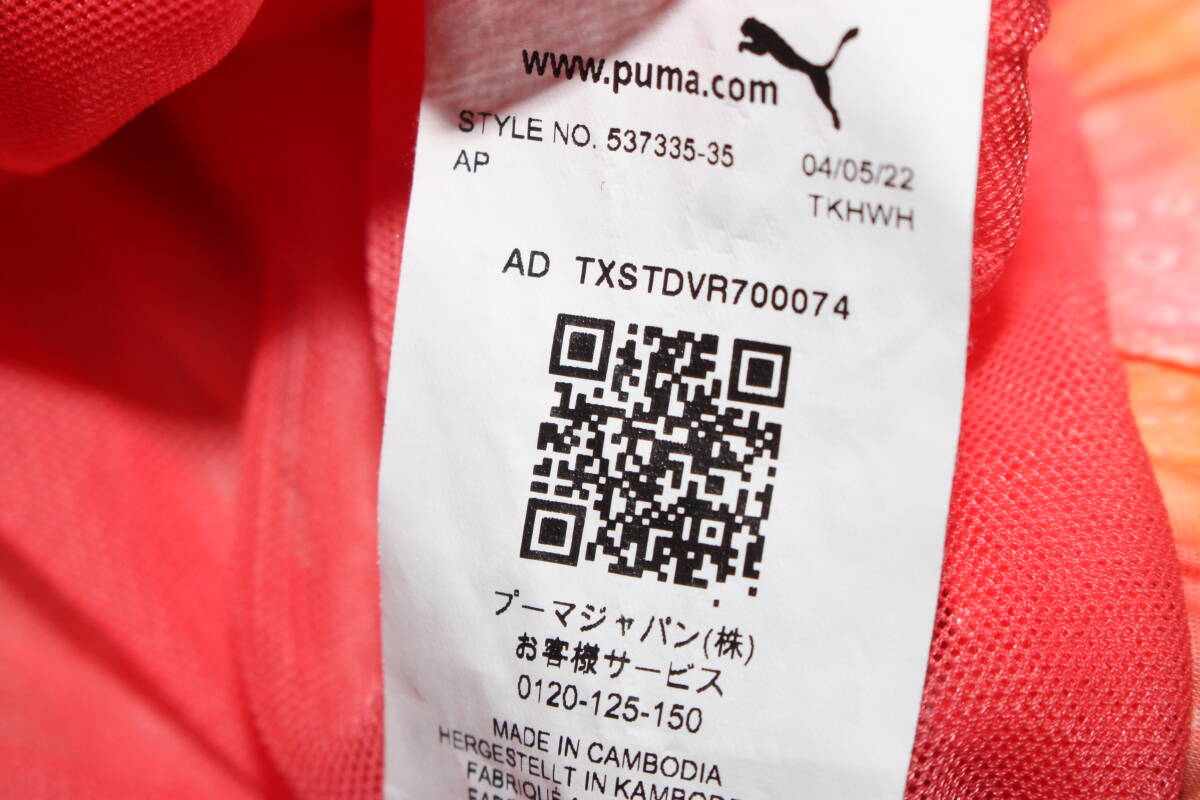 www.puma.com
STYLE NO. 537335-35 04/05/22
AP TKHWH
AD TXSTDVR700074
プーマジャパン(株)
お客様サービス
0120-125-150
MADE IN CAMBODIA
HERGESTELLT IN
FABRIQUÉ